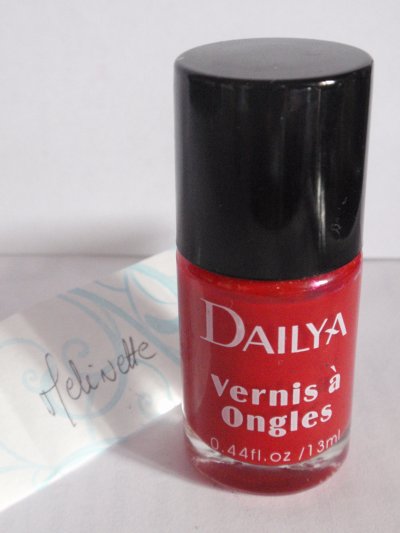 Melinette
DAILYA
Vernis à
Ongles
0.44fl.oz /13ml